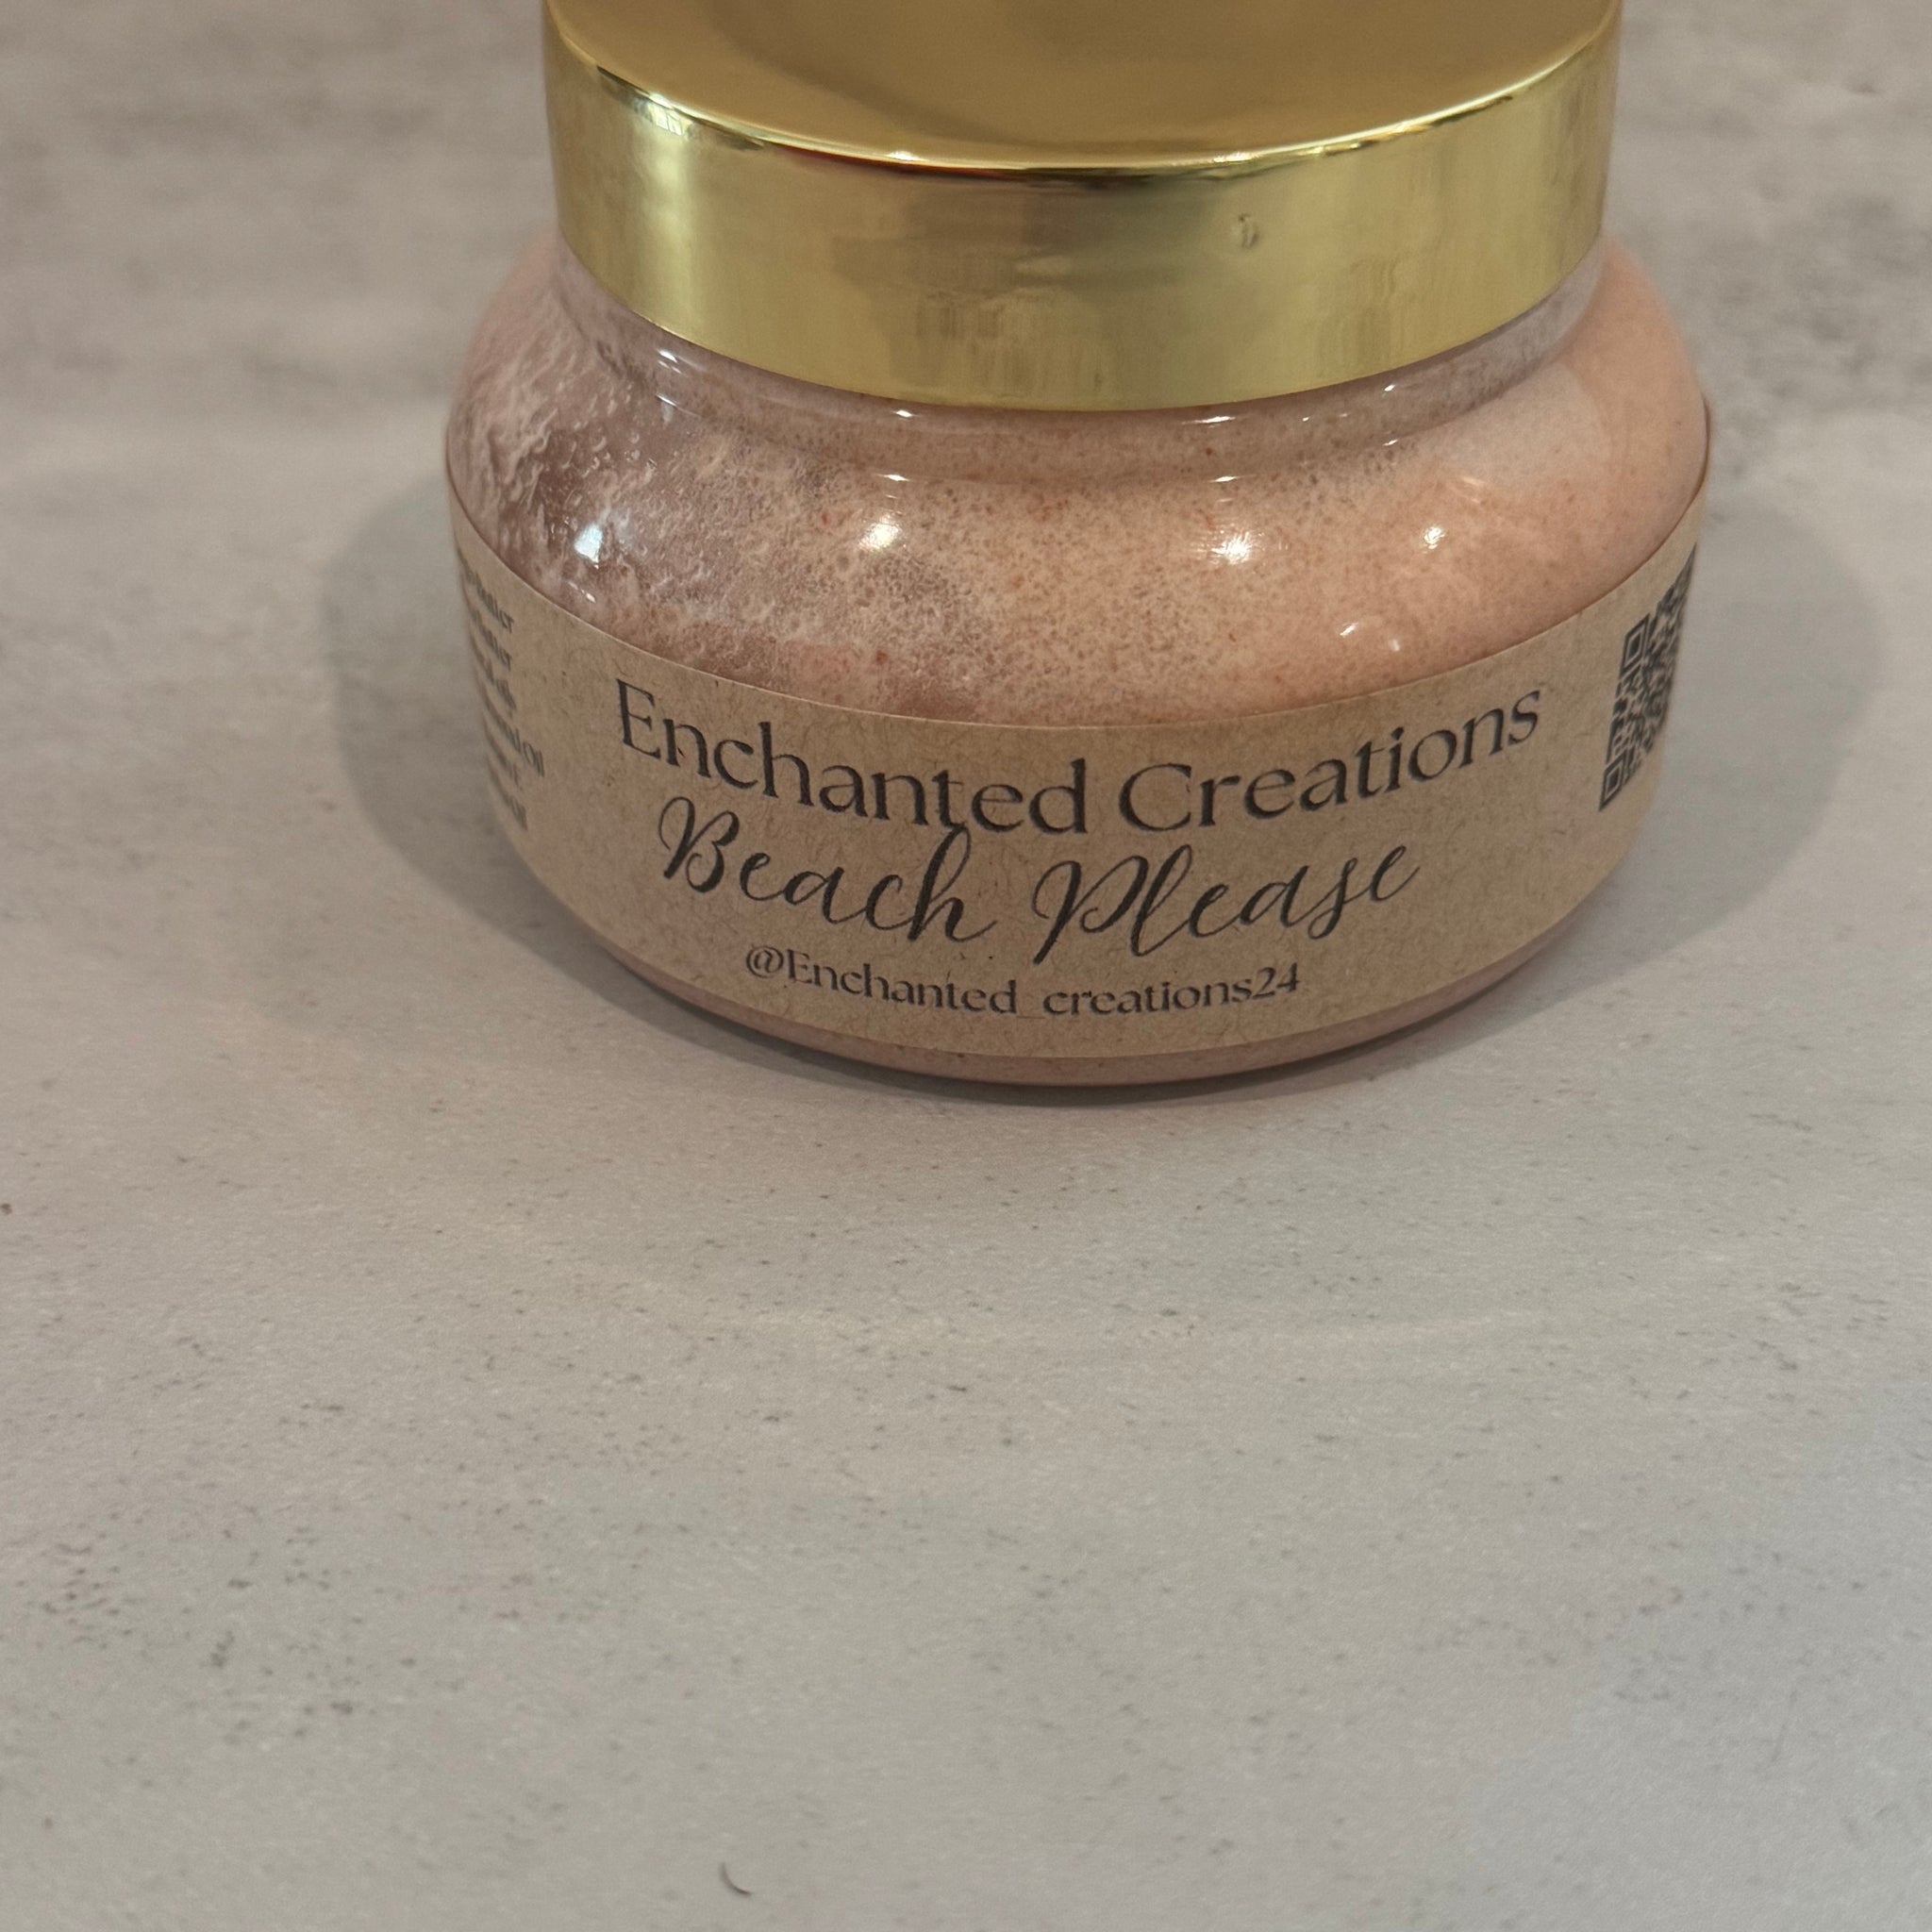 Enchanted Creations
Beach Please
@Enchanted_creations24